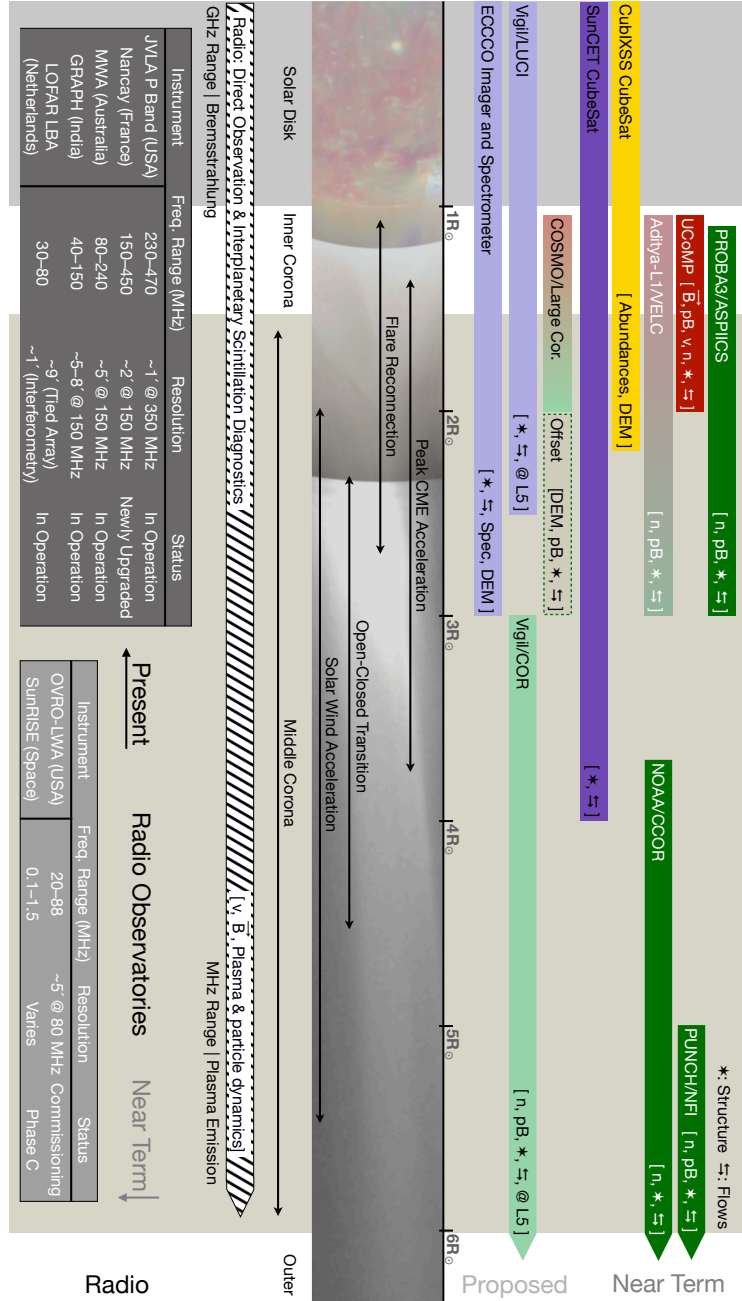 Near Term
PROBA3/ASPIICS [ n, pB, ✶, ⇆ ]
✶: Structure ⇆: Flows
UCoMP [ B⃗, pB, v, n, ✶, ⇆ ]
PUNCH/NFI [ n, pB, ✶, ⇆ ]
Aditya-L1/VELC [ n, pB, ✶, ⇆ ]
NOAA/CCOR [ n, ✶, ⇆ ]
CubIXSS CubeSat [ Abundances, DEM ]
SunCET CubeSat [ ✶, ⇆ ]
Proposed
COSMO/Large Cor. Offset [DEM, pB, ✶, ⇆ ]
Vigil/LUCI [ ✶, ⇆, @ L5 ]
Vigil/COR [ n, pB, ✶, ⇆, @ L5 ]
ECCCO Imager and Spectrometer [ ✶, ⇆, Spec, DEM ]
1R☉ 2R☉ 3R☉ 4R☉ 5R☉ 6R☉
Peak CME Acceleration
Flare Reconnection
Open-Closed Transition
Solar Wind Acceleration
Solar Disk Inner Corona Middle Corona Outer
Radio: Direct Observation & Interplanetary Scintillation Diagnostics [ v, B⃗, Plasma & particle dynamics]
GHz Range | Bremsstrahlung MHz Range | Plasma Emission
Radio
Instrument Freq. Range (MHz) Resolution Status
JVLA P Band (USA) 230–470 ~1′ @ 350 MHz In Operation
Nancay (France) 150–450 ~2′ @ 150 MHz Newly Upgraded
MWA (Australia) 80–240 ~5′ @ 150 MHz In Operation
GRAPH (India) 40–150 ~5–8′ @ 150 MHz In Operation
LOFAR LBA (Netherlands) 30–80 ~9′ (Tied Array) ~1′ (Interferometry) In Operation
Present Radio Observatories Near Term
Instrument Freq. Range (MHz) Resolution Status
OVRO-LWA (USA) 20–88 ~5′ @ 80 MHz Commissioning
SunRISE (Space) 0.1–1.5 Varies Phase C